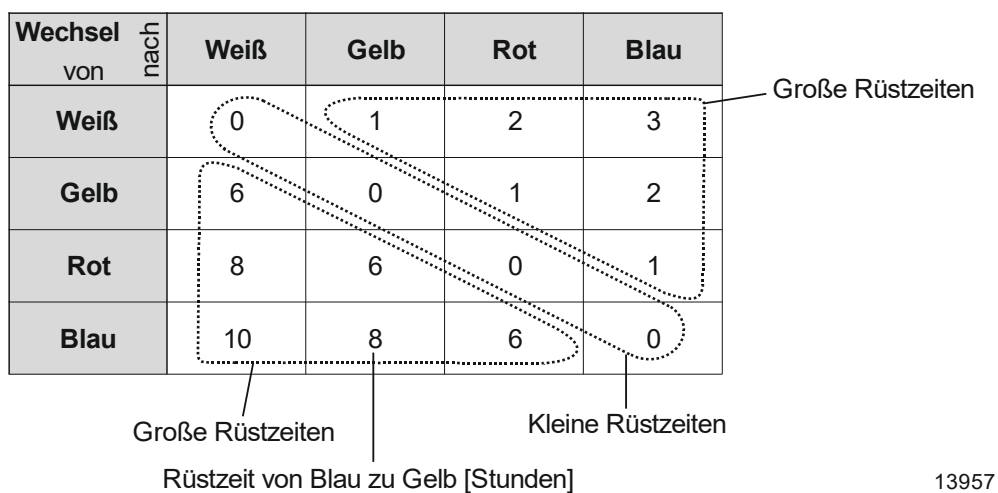 Wechsel nach von Weiß Gelb Rot Blau
Große Rüstzeiten
Weiß 0 1 2 3
Gelb 6 0 1 2
Rot 8 6 0 1
Blau 10 8 6 0
Große Rüstzeiten
Kleine Rüstzeiten
Rüstzeit von Blau zu Gelb [Stunden]
13957